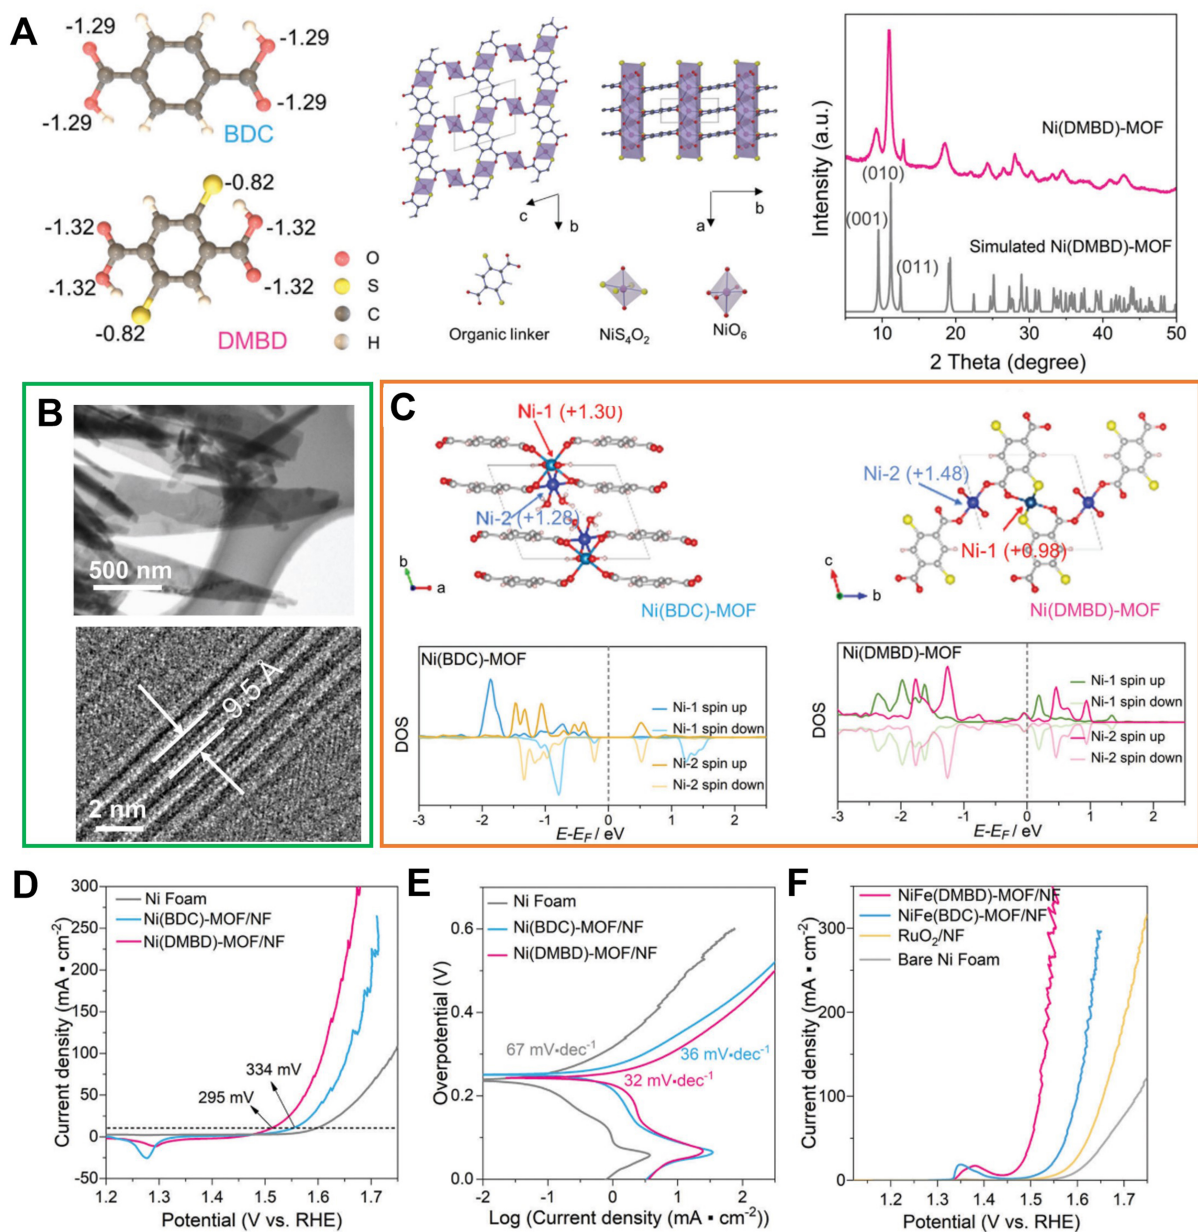 A
-1.29
-1.29
-1.29
-1.29
BDC
-0.82
-1.32
-1.32
-1.32
-1.32
-0.82
DMBD
O
S
C
H
c
b
a
b
Organic linker
NiS₄O₂
NiO₆
Intensity (a.u.)
Ni(DMBD)-MOF
(010)
(001)
(011)
Simulated Ni(DMBD)-MOF
10
20
30
40
50
2 Theta (degree)
B
500 nm
9.5 Å
2 nm
C
Ni-1 (+1.30)
Ni-2 (+1.28)
b
a
Ni(BDC)-MOF
Ni-2 (+1.48)
Ni-1 (+0.98)
c
b
Ni(DMBD)-MOF
Ni(BDC)-MOF
DOS
Ni-1 spin up
Ni-1 spin down
Ni-2 spin up
Ni-2 spin down
-3
-2
-1
0
1
2
E-E_F / eV
Ni(DMBD)-MOF
DOS
Ni-1 spin up
Ni-1 spin down
Ni-2 spin up
Ni-2 spin down
-3
-2
-1
0
1
2
E-E_F / eV
D
Current density (mA ▪ cm⁻²)
300
250
200
150
100
50
0
-50
Ni Foam
Ni(BDC)-MOF/NF
Ni(DMBD)-MOF/NF
334 mV
295 mV
1.2
1.3
1.4
1.5
1.6
1.7
Potential (V vs. RHE)
E
Overpotential (V)
0.6
0.4
0.2
0.0
Ni Foam
Ni(BDC)-MOF/NF
Ni(DMBD)-MOF/NF
67 mV•dec⁻¹
36 mV•dec⁻¹
32 mV•dec⁻¹
-2
-1
0
1
2
Log (Current density (mA ▪ cm⁻²))
F
Current density (mA ▪ cm⁻²)
300
200
100
0
NiFe(DMBD)-MOF/NF
NiFe(BDC)-MOF/NF
RuO₂/NF
Bare Ni Foam
1.2
1.3
1.4
1.5
1.6
1.7
Potential (V vs. RHE)